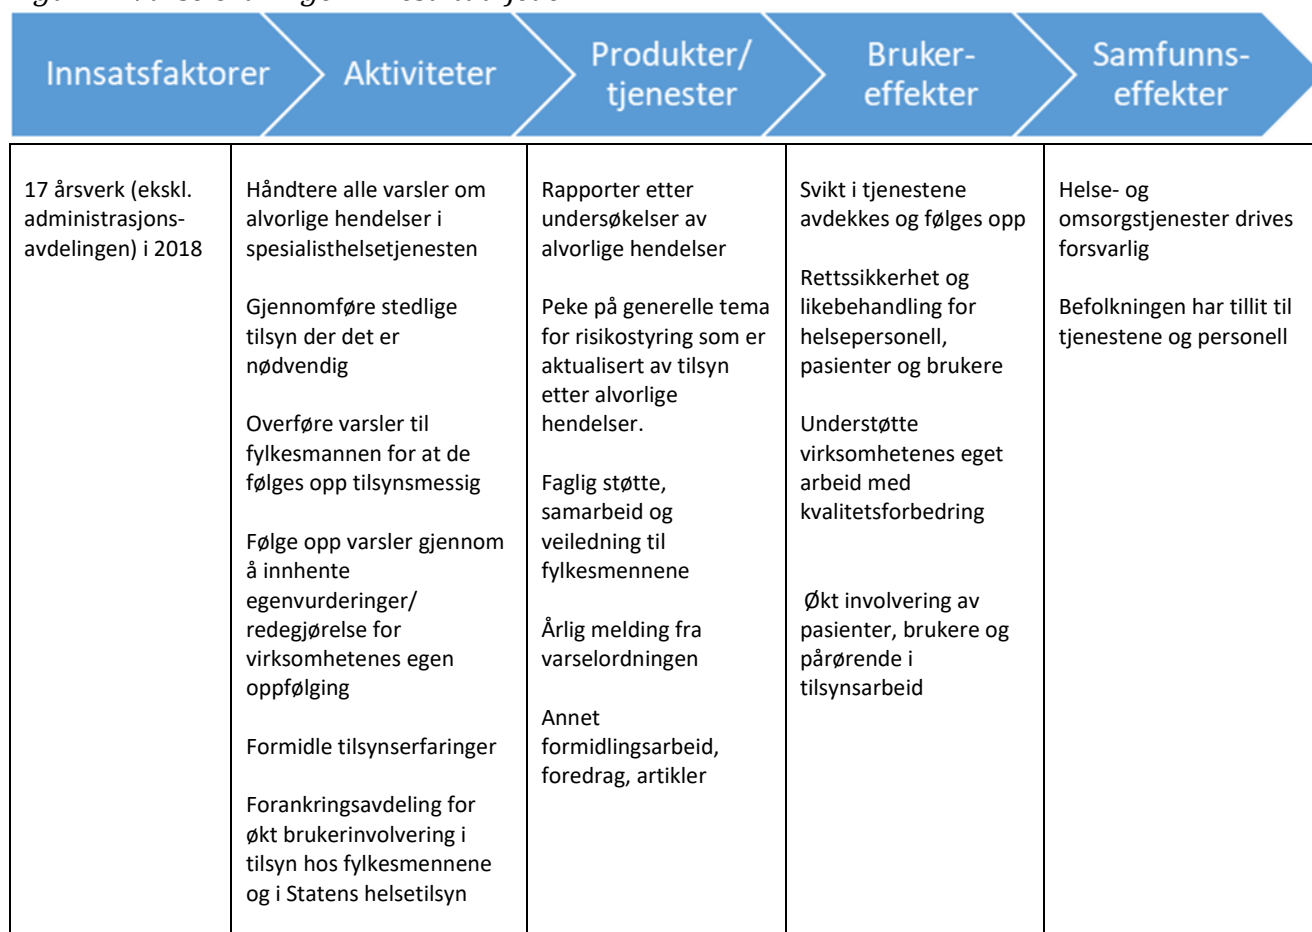 Innsatsfaktorer
Aktiviteter
Produkter/
tjenester
Bruker-
effekter
Samfunns-
effekter
17 årsverk (ekskl.
administrasjons-
avdelingen) i 2018
Håndtere alle varsler om
alvorlige hendelser i
spesialisthelsetjenesten
Gjennomføre stedlige
tilsyn der det er
nødvendig
Overføre varsler til
fylkesmannen for at de
følges opp tilsynsmessig
Følge opp varsler gjennom
å innhente
egenvurderinger/
redegjørelse for
virksomhetenes egen
oppfølging
Formidle tilsynserfaringer
Forankringsavdeling for
økt brukerinvolvering i
tilsyn hos fylkesmennene
og i Statens helsetilsyn
Rapporter etter
undersøkelser av
alvorlige hendelser
Peke på generelle tema
for risikostyring som er
aktualisert av tilsyn
etter alvorlige
hendelser.
Faglig støtte,
samarbeid og
veiledning til
fylkesmennene
Årlig melding fra
varselordningen
Annet
formidlingsarbeid,
foredrag, artikler
Svikt i tjenestene
avdekkes og følges opp
Rettssikkerhet og
likebehandling for
helsepersonell,
pasienter og brukere
Understøtte
virksomhetenes eget
arbeid med
kvalitetsforbedring
Økt involvering av
pasienter, brukere og
pårørende i
tilsynsarbeid
Helse- og
omsorgstjenester drives
forsvarlig
Befolkningen har tillit til
tjenestene og personell